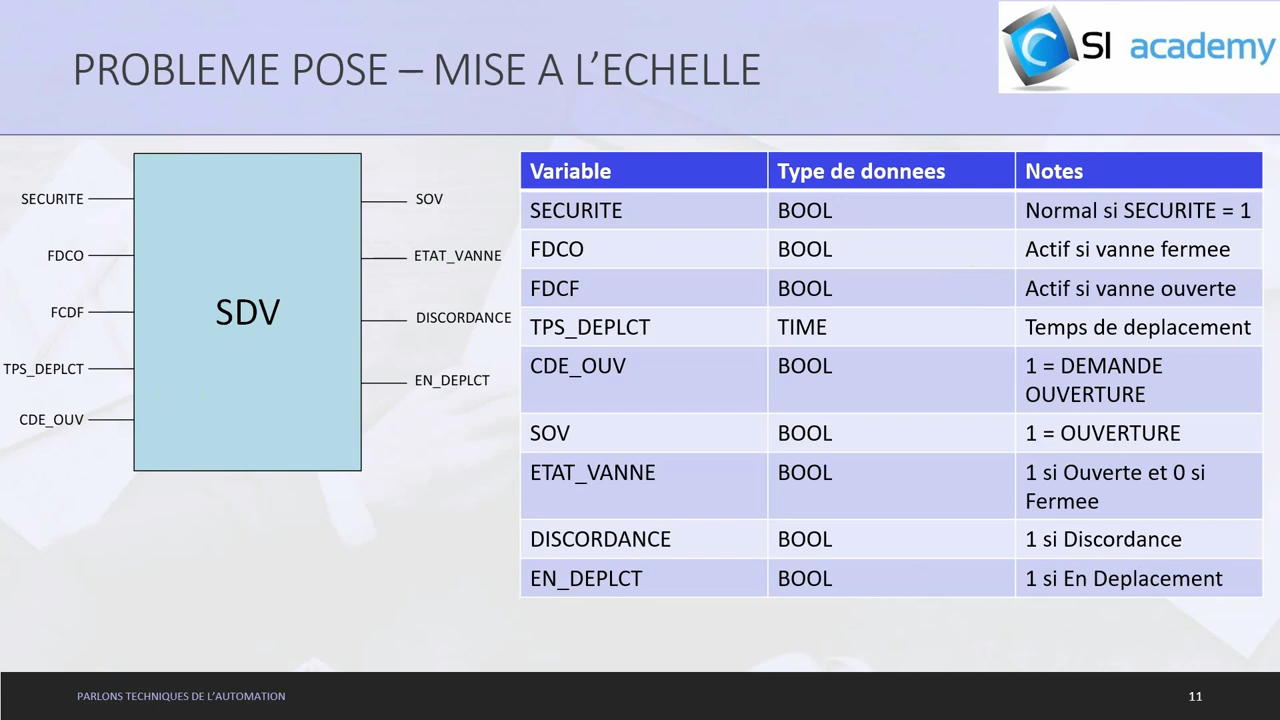 PROBLEME POSE – MISE A L'ECHELLE
SI academy
SECURITE
FDCO
FCDF
TPS_DEPLCT
CDE_OUV
SDV
SOV
ETAT_VANNE
DISCORDANCE
EN_DEPLCT
Variable Type de donnees Notes
SECURITE BOOL Normal si SECURITE = 1
FDCO BOOL Actif si vanne fermee
FDCF BOOL Actif si vanne ouverte
TPS_DEPLCT TIME Temps de deplacement
CDE_OUV BOOL 1 = DEMANDE
OUVERTURE
SOV BOOL 1 = OUVERTURE
ETAT_VANNE BOOL 1 si Ouverte et 0 si
Fermee
DISCORDANCE BOOL 1 si Discordance
EN_DEPLCT BOOL 1 si En Deplacement
PARLONS TECHNIQUES DE L'AUTOMATION
11